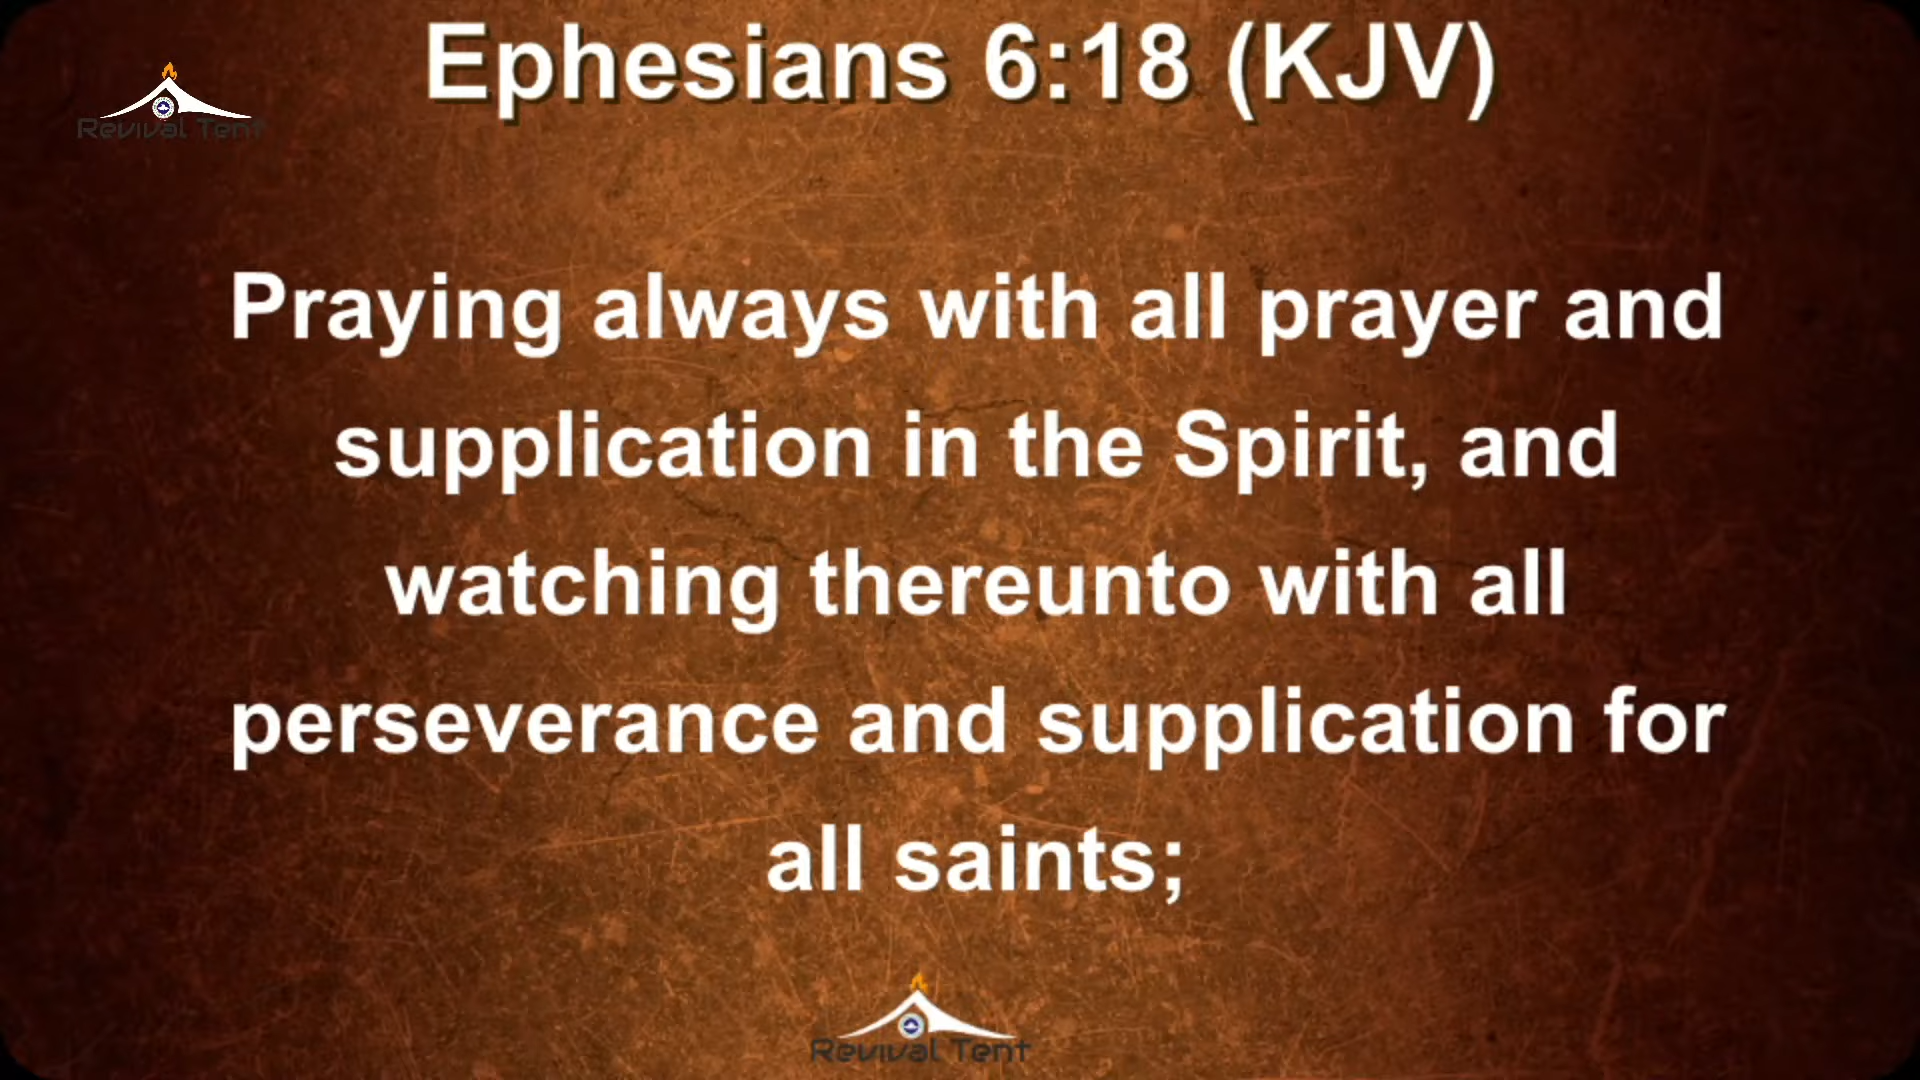 Ephesians 6:18 (KJV)
Revival Tent
Praying always with all prayer and
supplication in the Spirit, and
watching thereunto with all
perseverance and supplication for
all saints;
Revival Tent